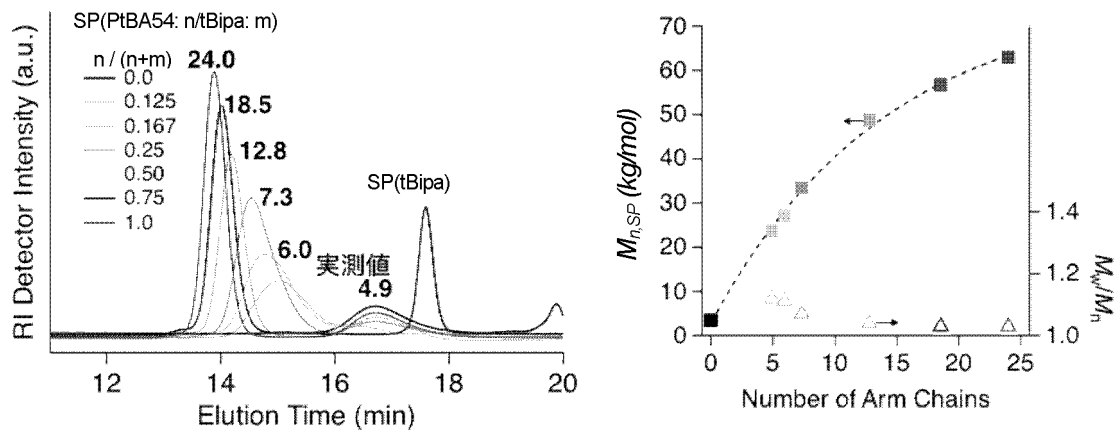 SP(PtBA54: n/tBipa: m)
n / (n+m)
0.0
0.125
0.167
0.25
0.50
0.75
1.0
24.0
18.5
12.8
7.3
6.0
実測値
4.9
SP(tBipa)
RI Detector Intensity (a.u.)
12 14 16 18 20
Elution Time (min)
70
60
50
40
30
20
10
0
Mn,SP (kg/mol)
1.4
1.2
1.0
Mw/Mn
0 5 10 15 20 25
Number of Arm Chains